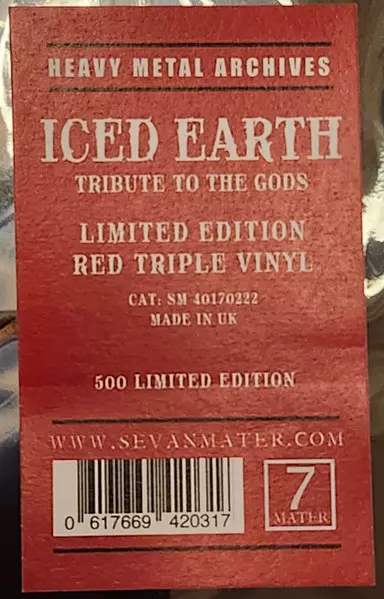 HEAVY METAL ARCHIVES
ICED EARTH
TRIBUTE TO THE GODS
LIMITED EDITION
RED TRIPLE VINYL
CAT: SM 40170222
MADE IN UK
500 LIMITED EDITION
WWW.SEVANMATER.COM
0 617669 420317
7
MATER